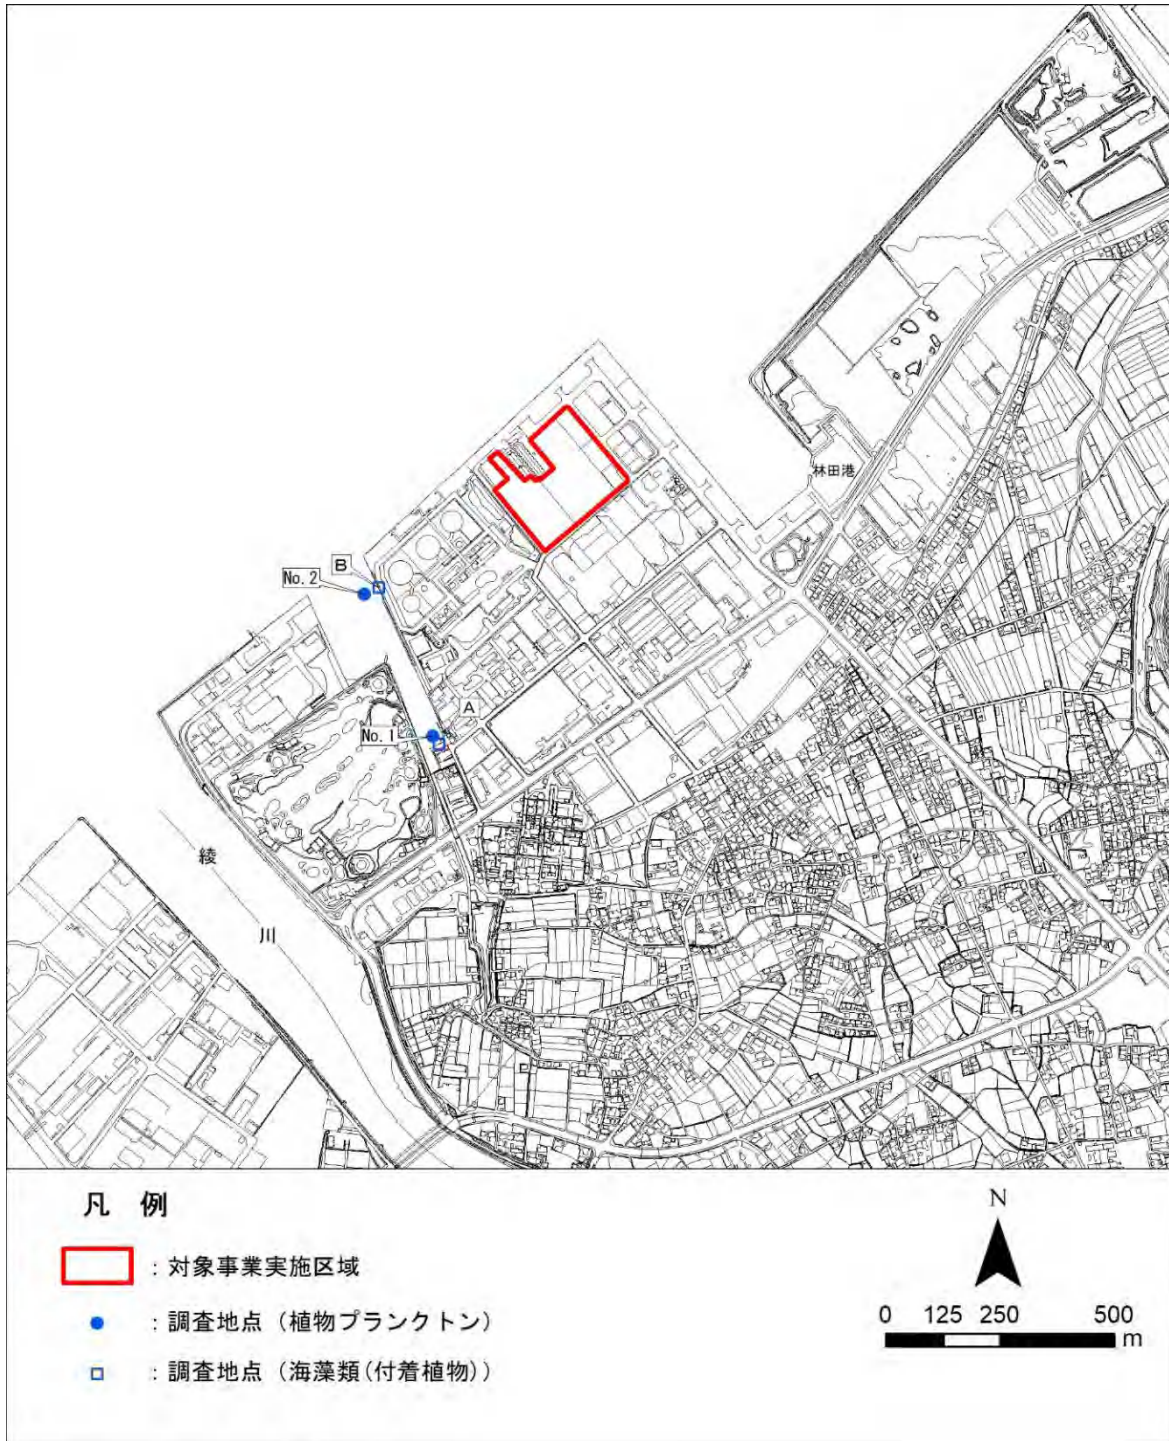 林田港
B
No.2
A
No.1
綾
川
凡 例
：対象事業実施区域
：調査地点（植物プランクトン）
：調査地点（海藻類(付着植物)）
N
0 125 250 500
m